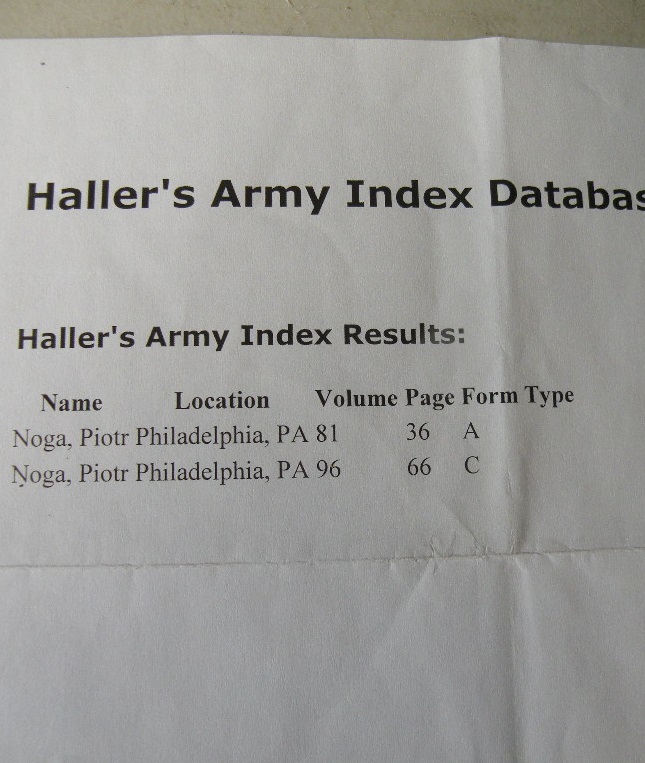 Haller's Army Index Databas
Haller's Army Index Results:
Name Location Volume Page Form Type
Noga, Piotr Philadelphia, PA 81 36 A
Noga, Piotr Philadelphia, PA 96 66 C